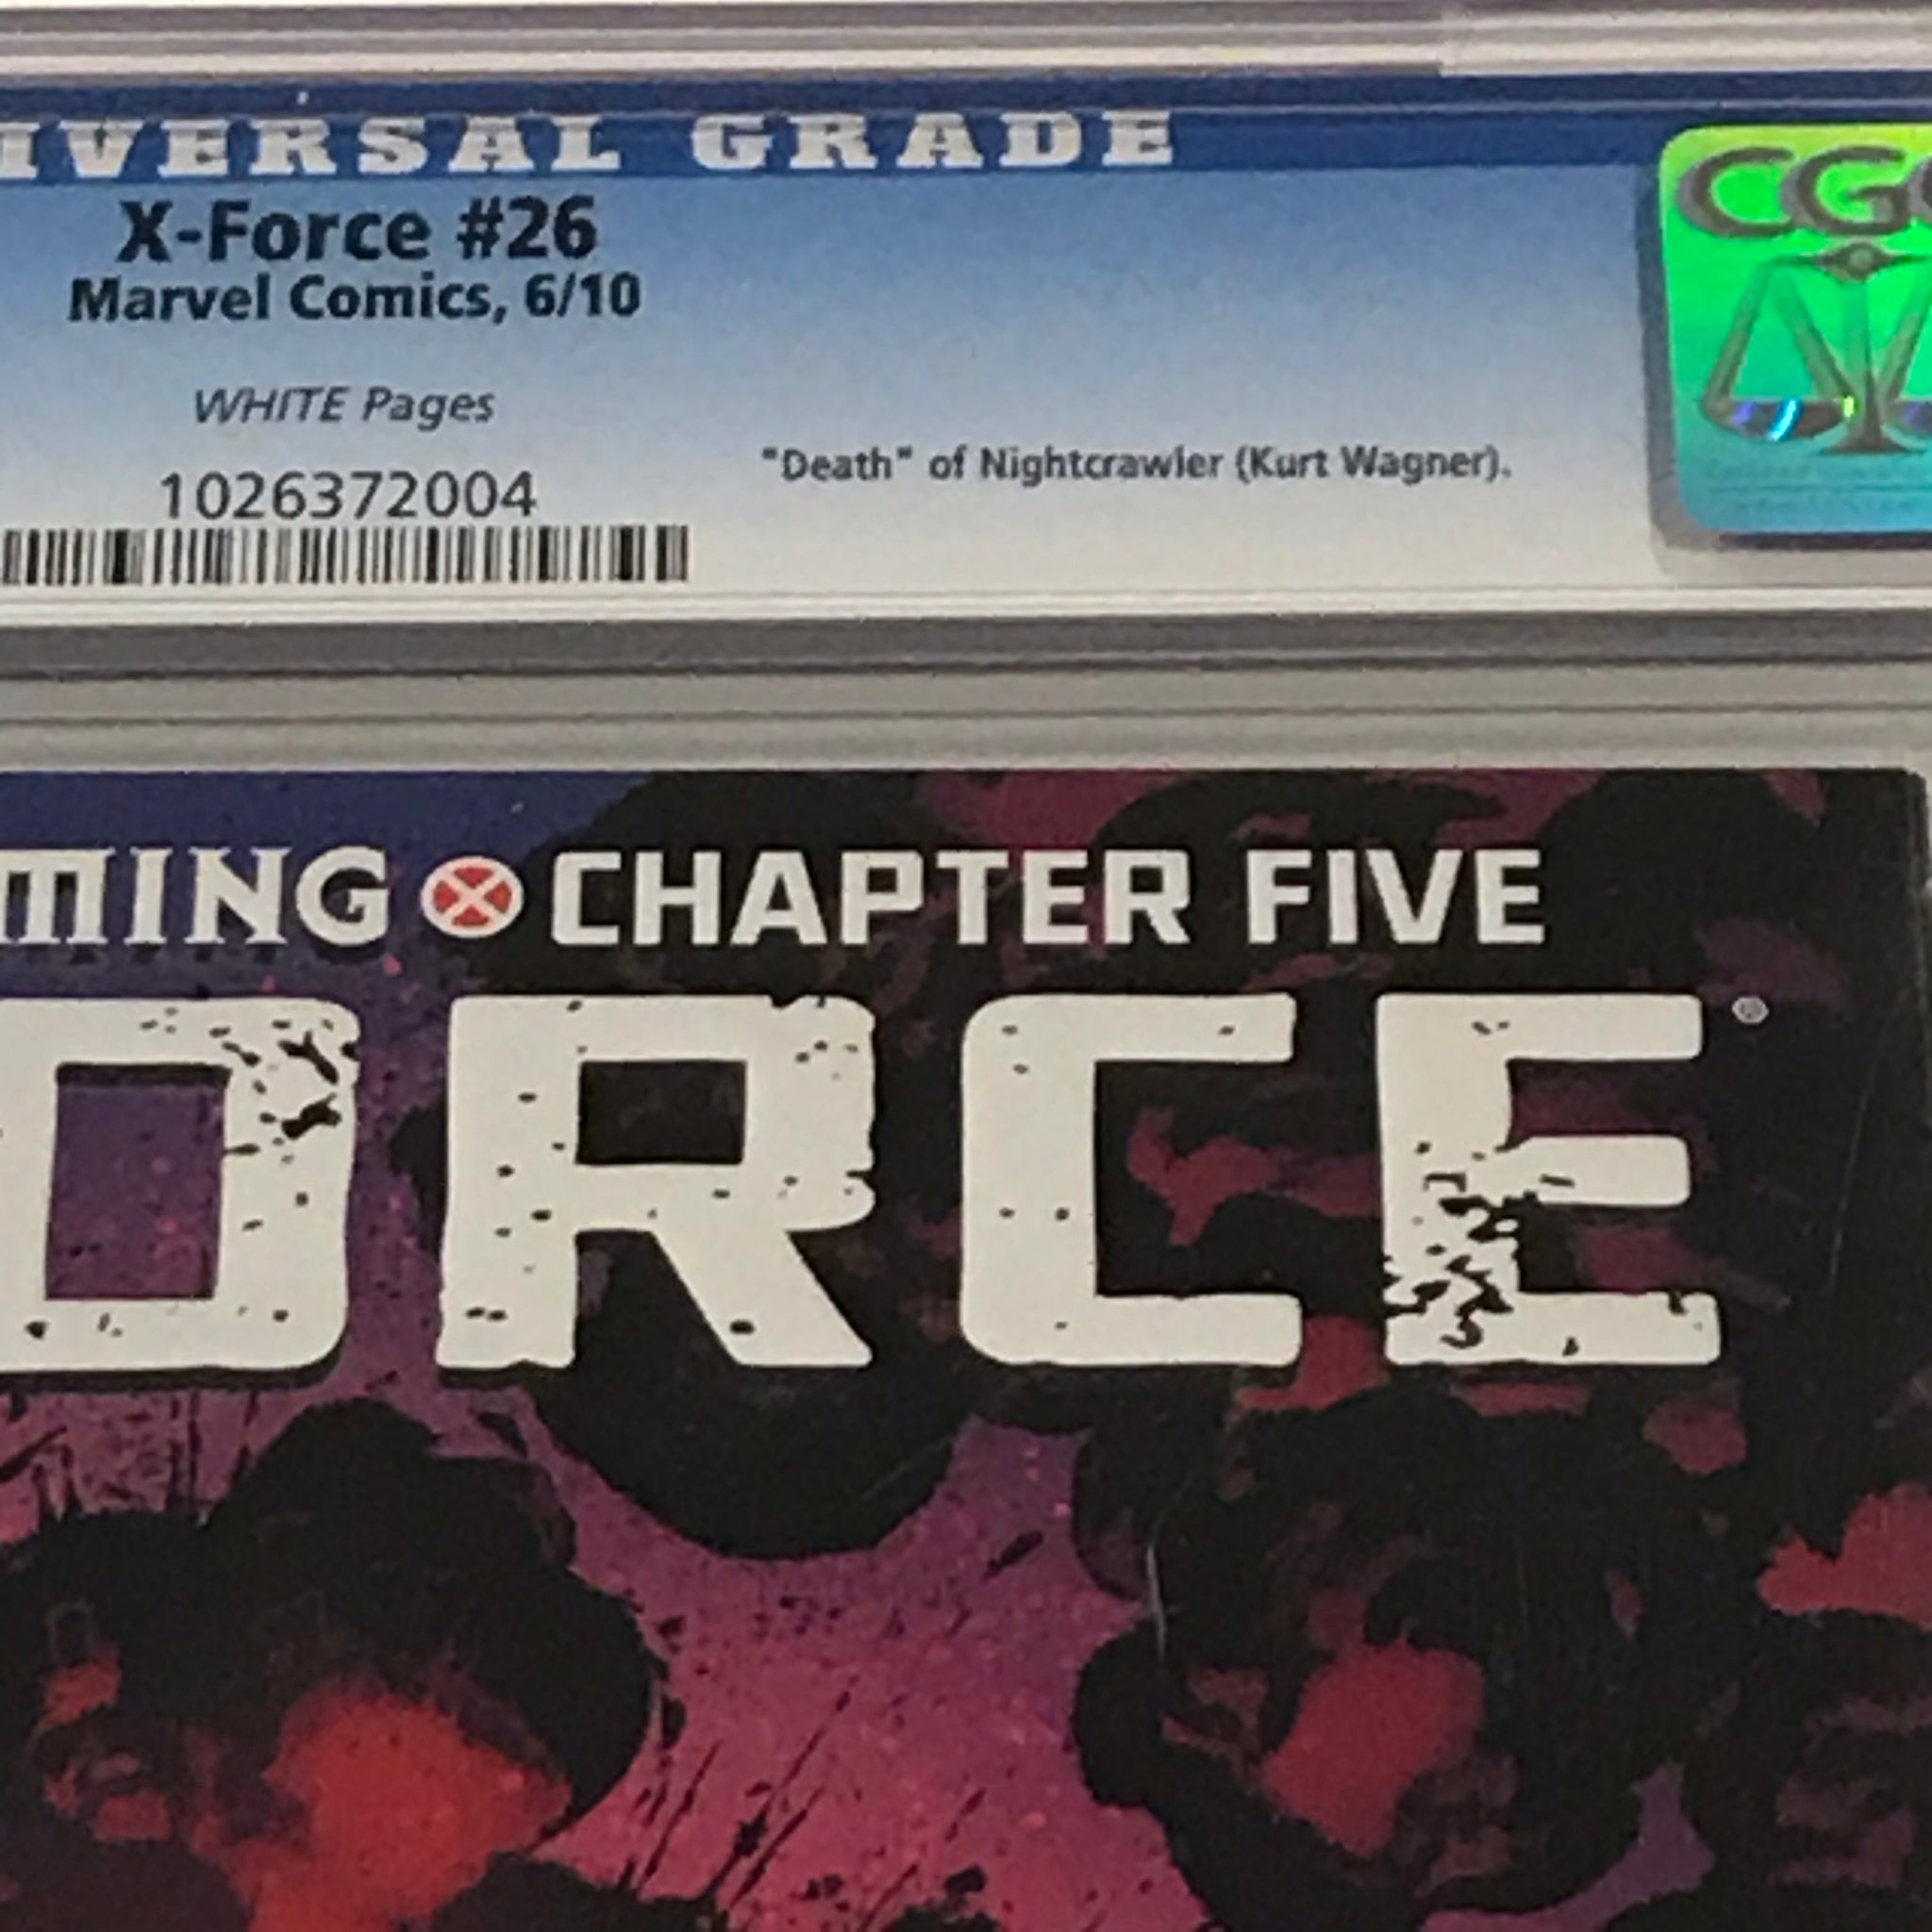 IVERSAL GRADE
X-Force #26
Marvel Comics, 6/10
WHITE Pages
"Death" of Nightcrawler (Kurt Wagner).
1026372004
CGC
MING CHAPTER FIVE
ORCE